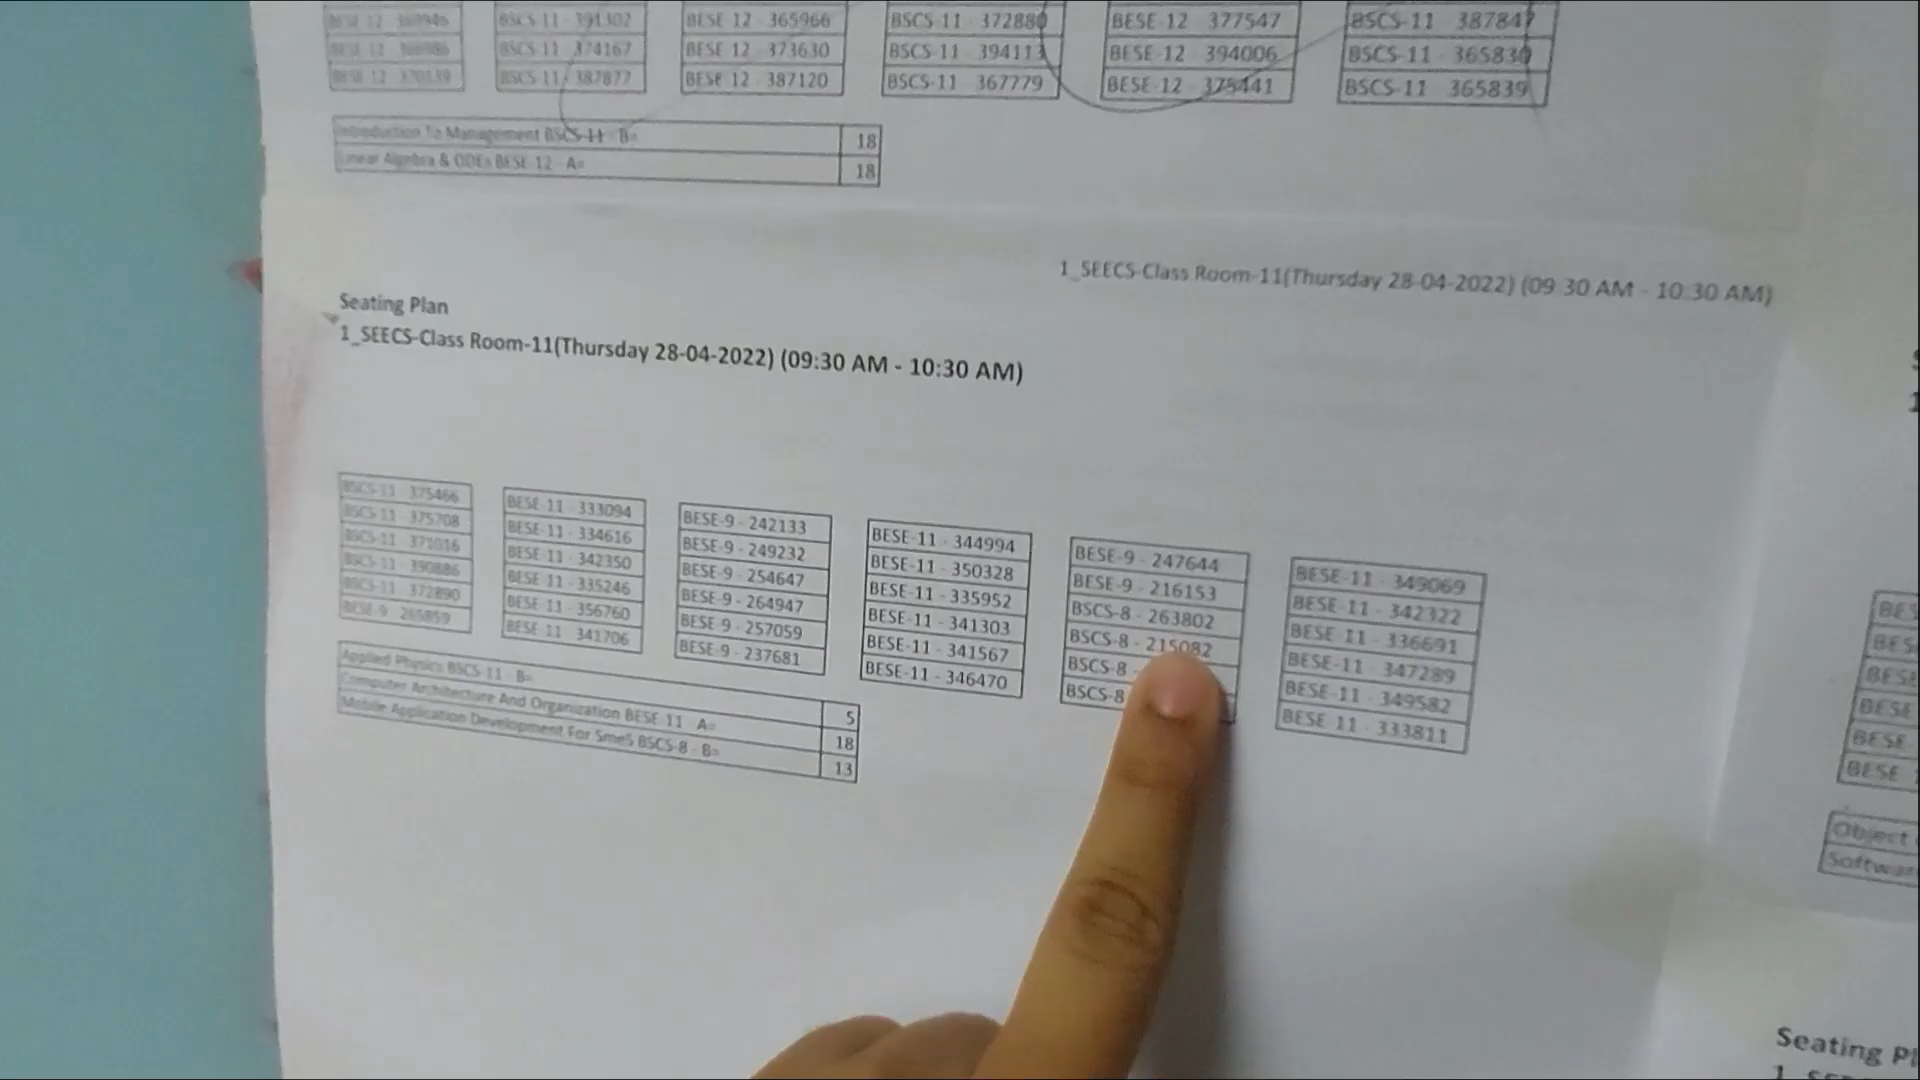 BSCS-11 - 391302
BESE 12 - 365966
BSCS-11 - 372880
BESE-12 - 377547
BSCS-11 387847
BSCS-11 - 374167
BESE 12 - 373630
BSCS-11 - 394113
BESE-12 - 394006
BSCS-11 - 365830
BESE 12 - 370139
BSCS-11 - 387877
BESE 12 - 387120
BSCS-11 367779
BESE-12 - 375441
BSCS-11 365839
Introduction To Management BSCS-11 - B= 18
Linear Algebra & ODEs BESE-12 - A= 18
1_SEECS-Class Room-11(Thursday 28-04-2022) (09 30 AM - 10:30 AM)
Seating Plan
1_SEECS-Class Room-11(Thursday 28-04-2022) (09:30 AM - 10:30 AM)
BSCS-11 - 375466
BSCS-11 - 375708
BSCS-11 - 371016
BSCS-11 - 390886
BSCS-11 - 372890
BESE-9 - 265859
BESE-11 - 333094
BESE-11 - 334616
BESE-11 - 342350
BESE-11 - 335246
BESE-11 - 356760
BESE-11 - 341706
BESE-9 - 242133
BESE-9 - 249232
BESE-9 - 254647
BESE-9 - 264947
BESE-9 - 257059
BESE-9 - 237681
BESE-11 - 344994
BESE-11 - 350328
BESE-11 - 335952
BESE-11 - 341303
BESE-11 - 341567
BESE-11 - 346470
BESE-9 - 247644
BESE-9 - 216153
BSCS-8 - 263802
BSCS-8 - 215082
BSCS-8 -
BSCS-8
BESE-11 - 349069
BESE-11 - 342322
BESE-11 - 336691
BESE-11 - 347289
BESE-11 - 349582
BESE 11 - 333811
Applied Physics BSCS-11 - B= 5
Computer Architecture And Organization BESE 11 - A= 18
Mobile Application Development For SmeS BSCS-8 - B= 13
BESE
BESE
BESE
BESE
BESE
Object
Softwar
Seating Pl